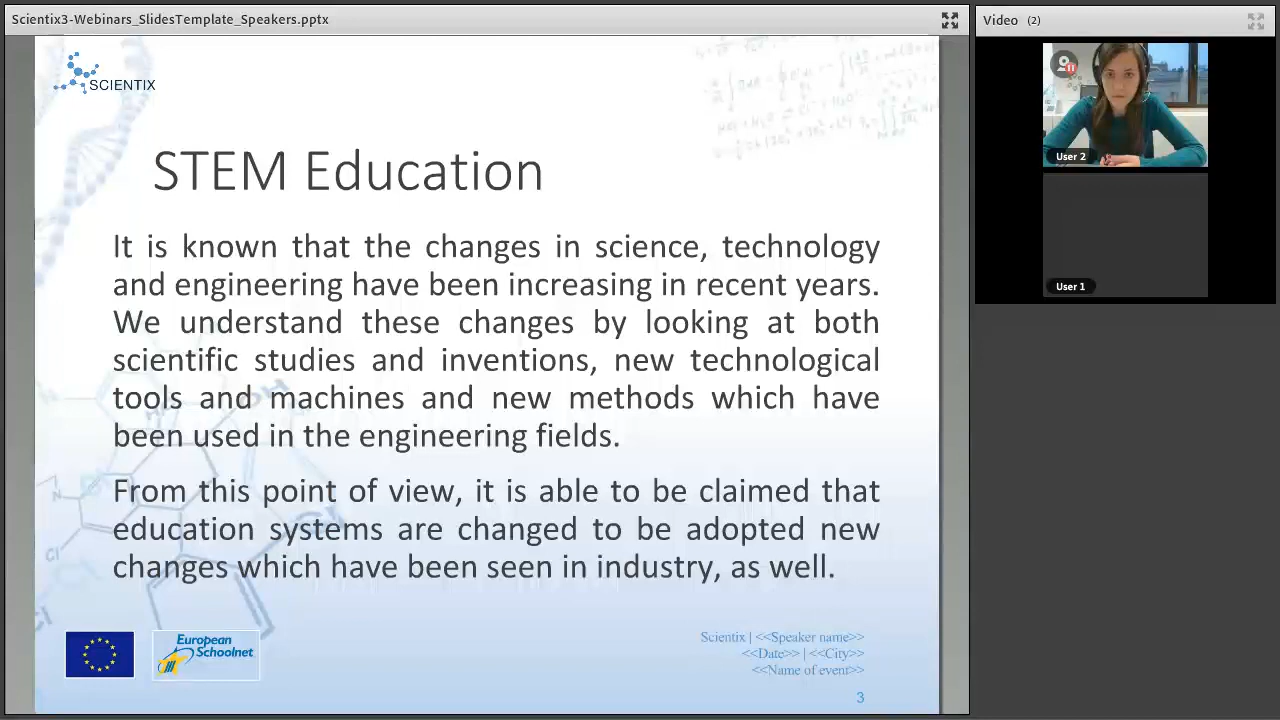 Scientix3-Webinars_SlidesTemplate_Speakers.pptx
Video (2)
SCIENTIX
User 2
User 1
STEM Education
It is known that the changes in science, technology
and engineering have been increasing in recent years.
We understand these changes by looking at both
scientific studies and inventions, new technological
tools and machines and new methods which have
been used in the engineering fields.
From this point of view, it is able to be claimed that
education systems are changed to be adopted new
changes which have been seen in industry, as well.
European
Schoolnet
Scientix | <<Speaker name>>
<<Date>> | <<City>>
<<Name of event>>
3